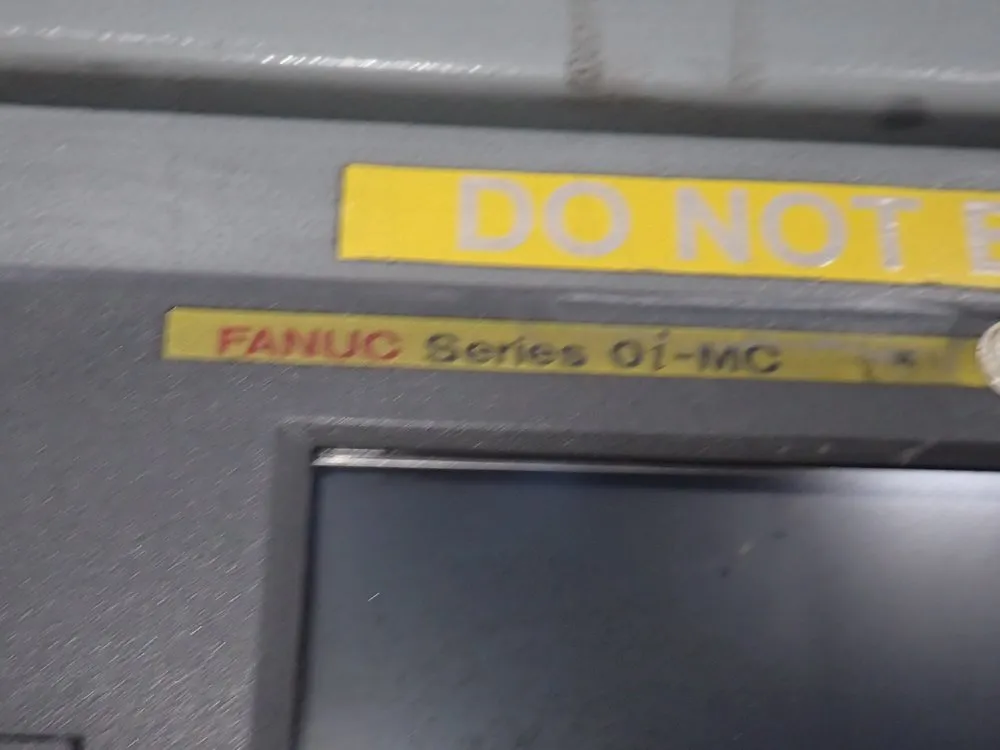 DO NOT
FANUC Series 0i-MC